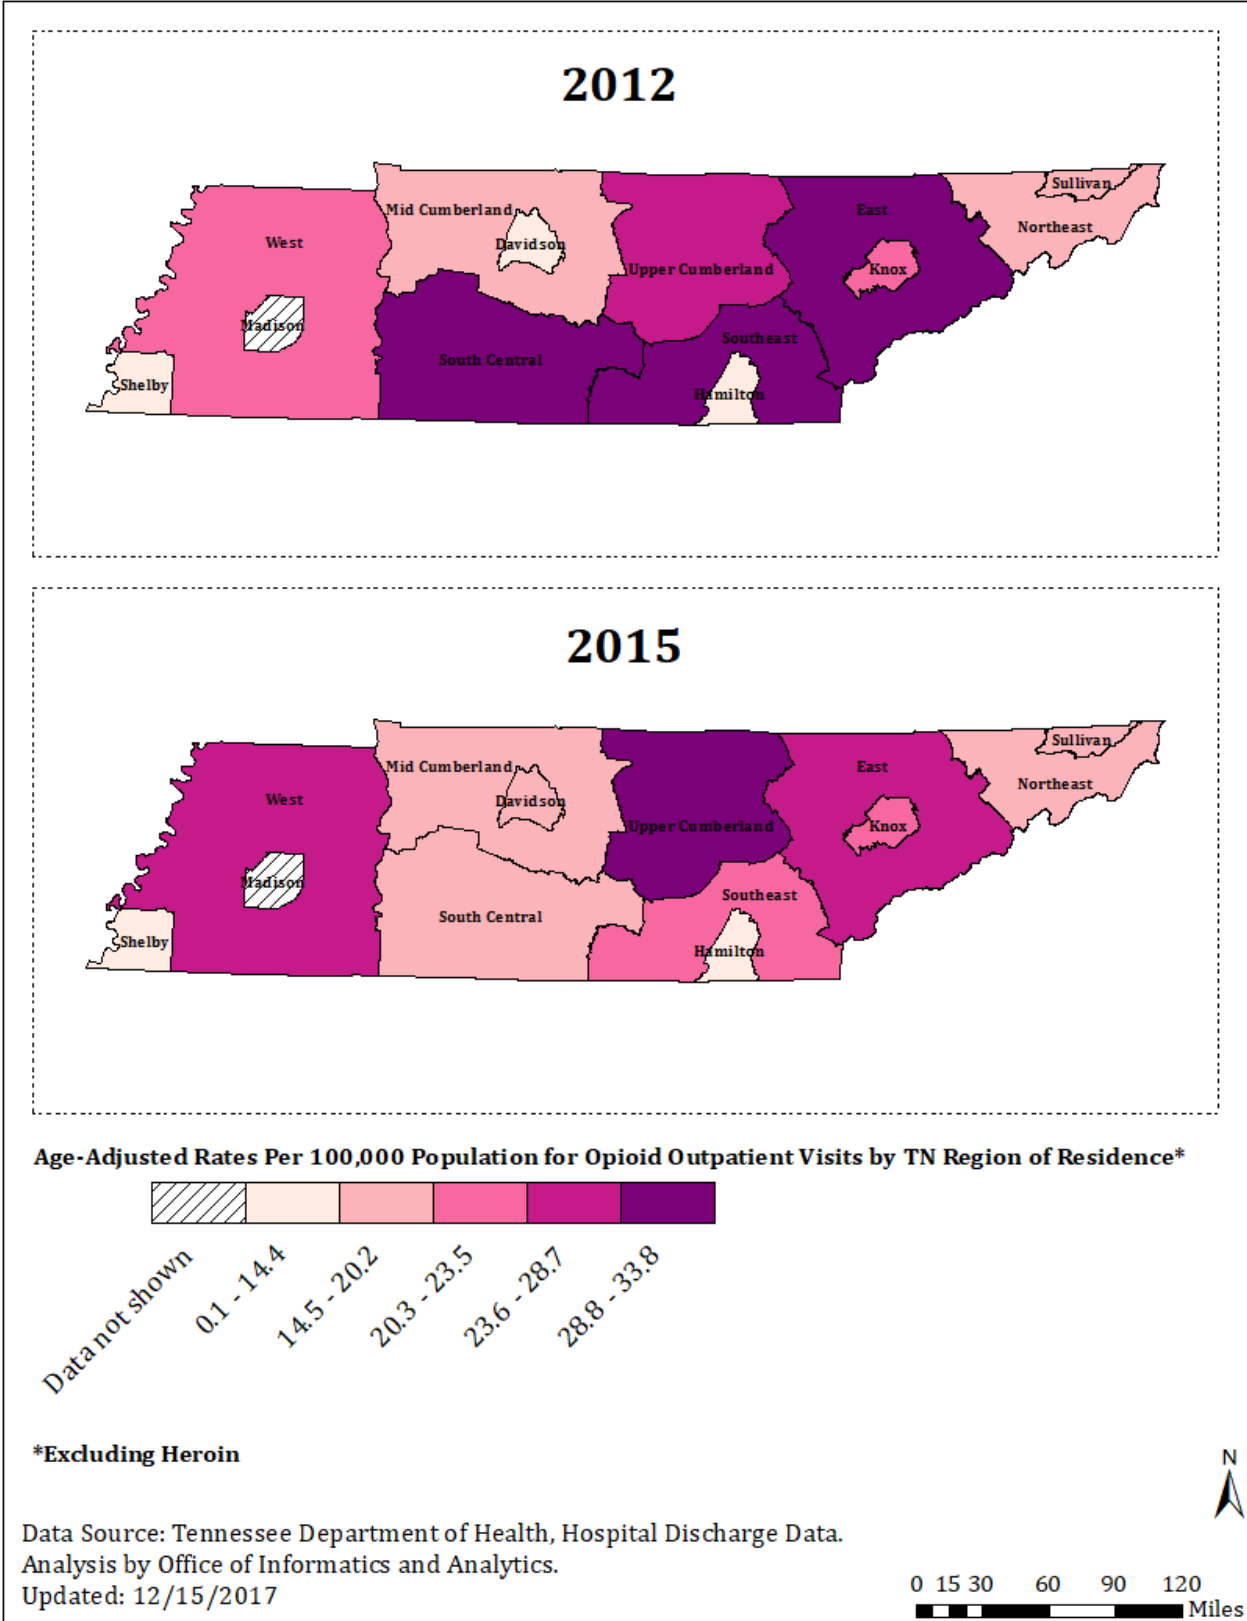 2012
Sullivan
Mid Cumberland
East
Northeast
West
Davidson
Upper Cumberland
Knox
Madison
Southeast
South Central
Shelby
Hamilton
2015
Sullivan
Mid Cumberland
East
Northeast
West
Davidson
Upper Cumberland
Knox
Madison
Southeast
South Central
Shelby
Hamilton
Age-Adjusted Rates Per 100,000 Population for Opioid Outpatient Visits by TN Region of Residence*
Data not shown
0.1 - 14.4
14.5 - 20.2
20.3 - 23.5
23.6 - 28.7
28.8 - 33.8
*Excluding Heroin
N
Data Source: Tennessee Department of Health, Hospital Discharge Data.
Analysis by Office of Informatics and Analytics.
Updated: 12/15/2017
0 15 30 60 90 120
Miles